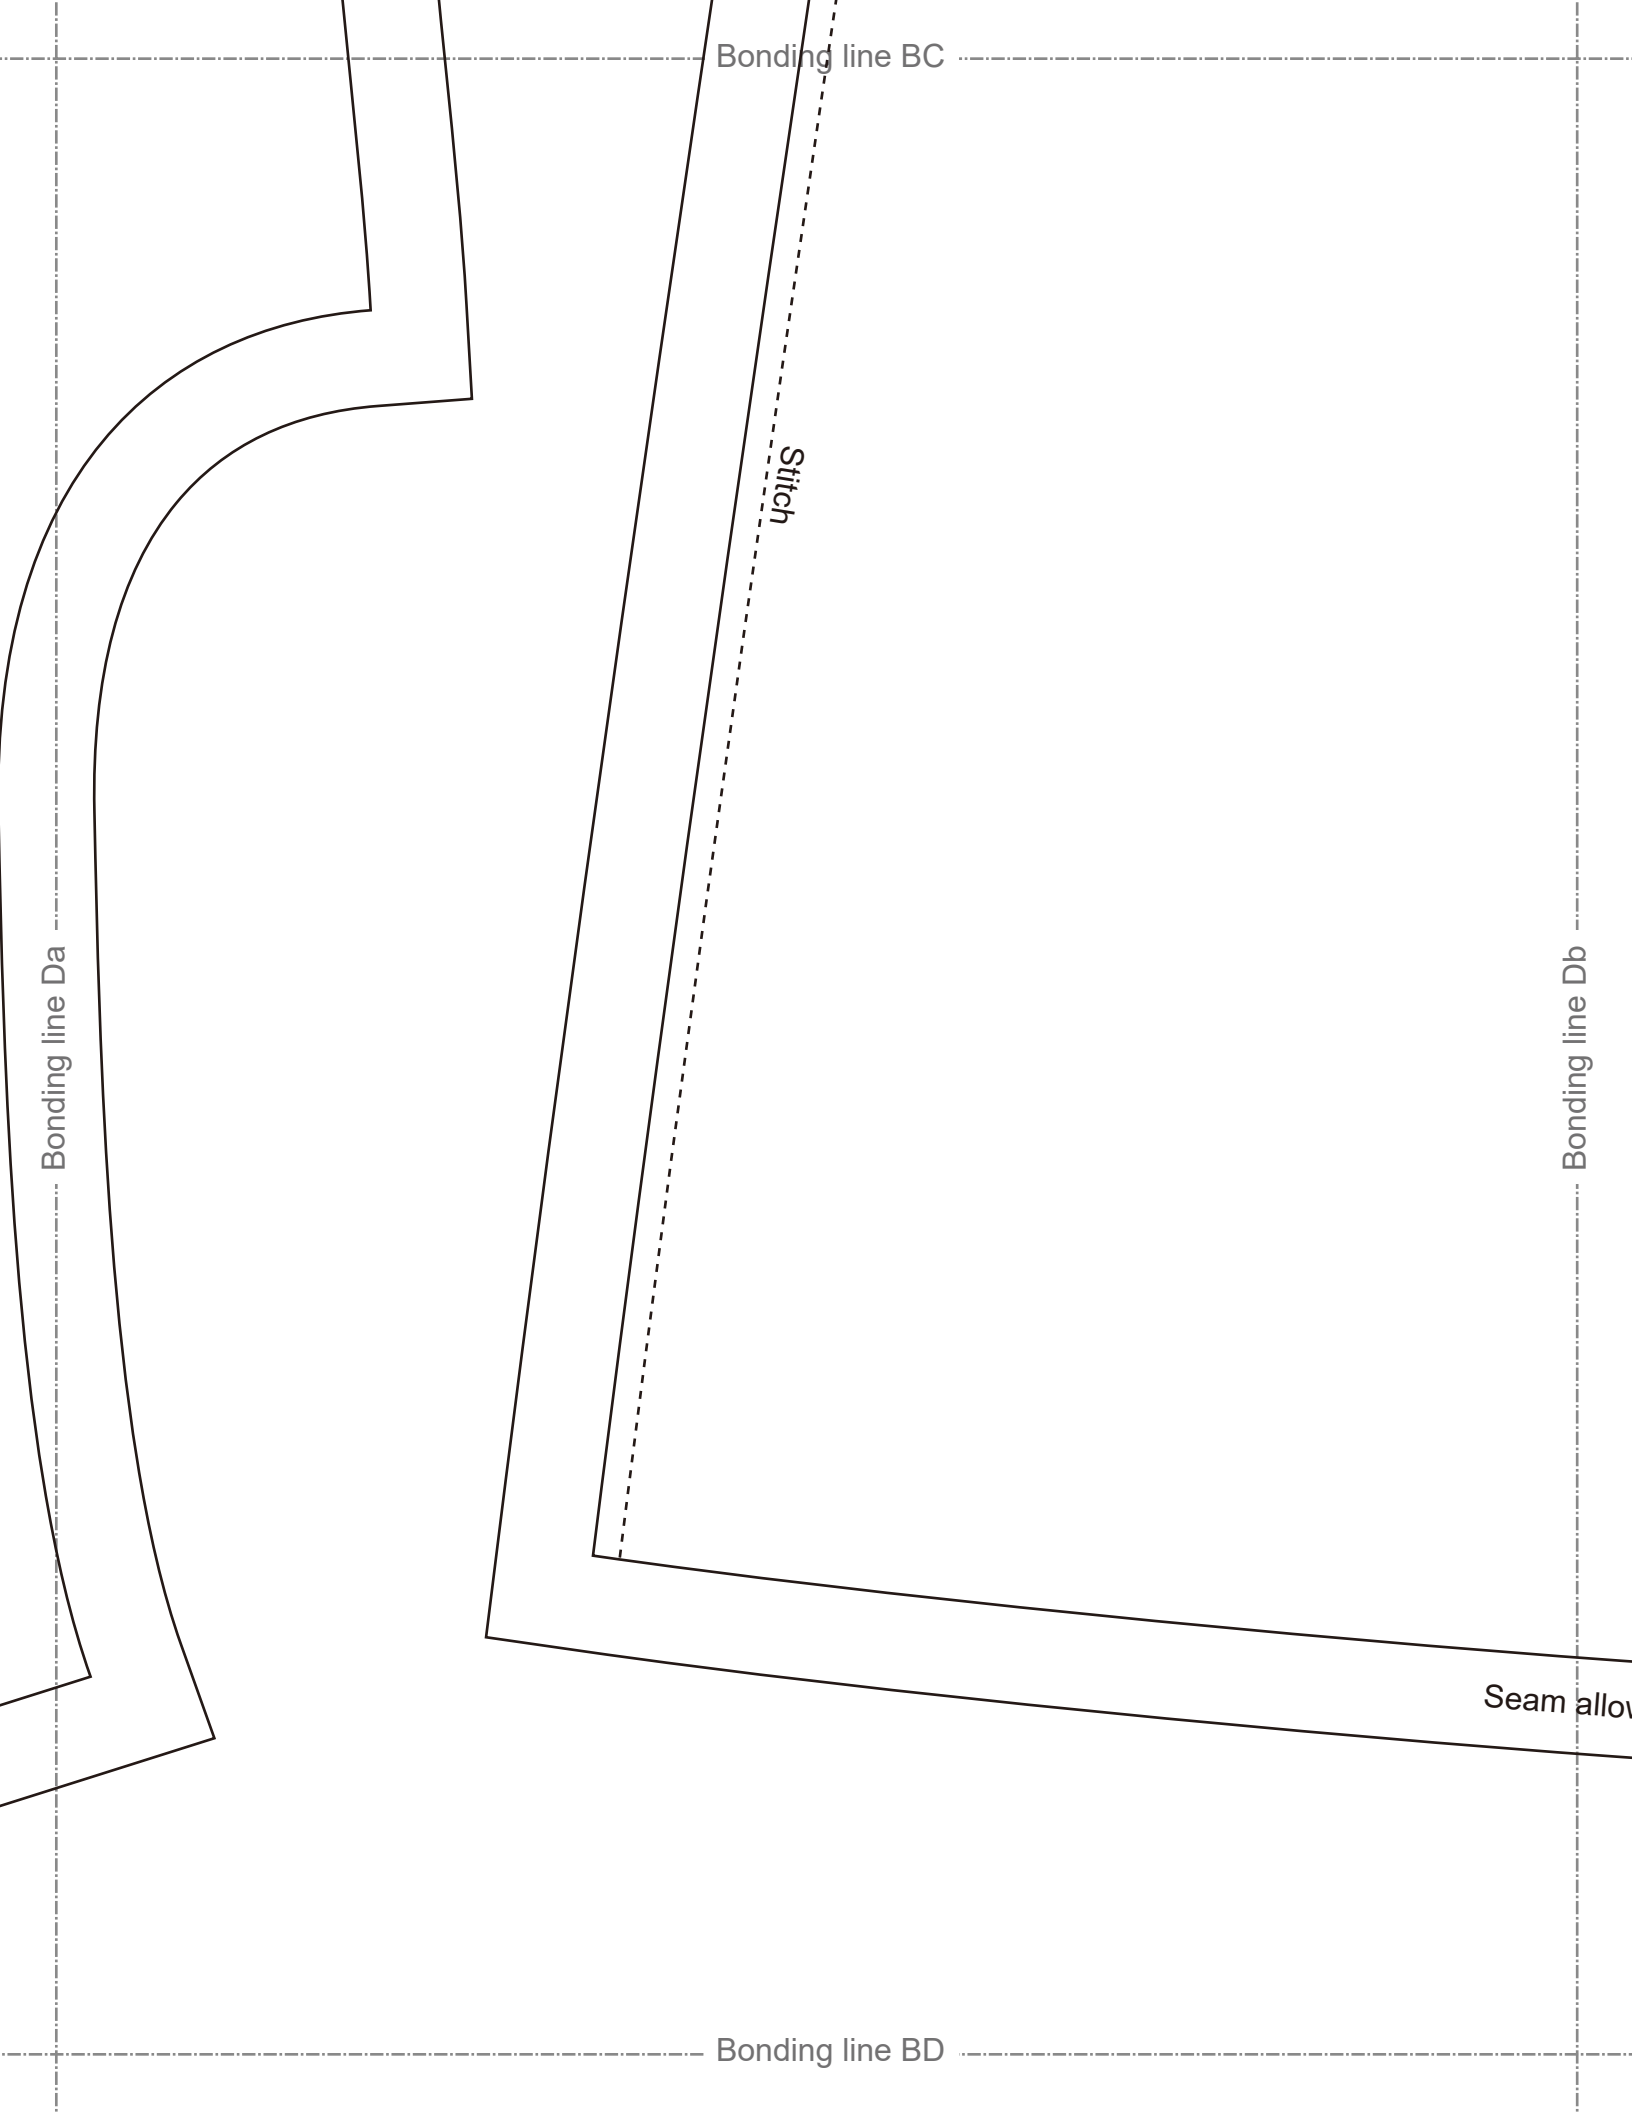 Bonding line BC
Stitch
Bonding line Da
Bonding line Db
Seam allow
Bonding line BD